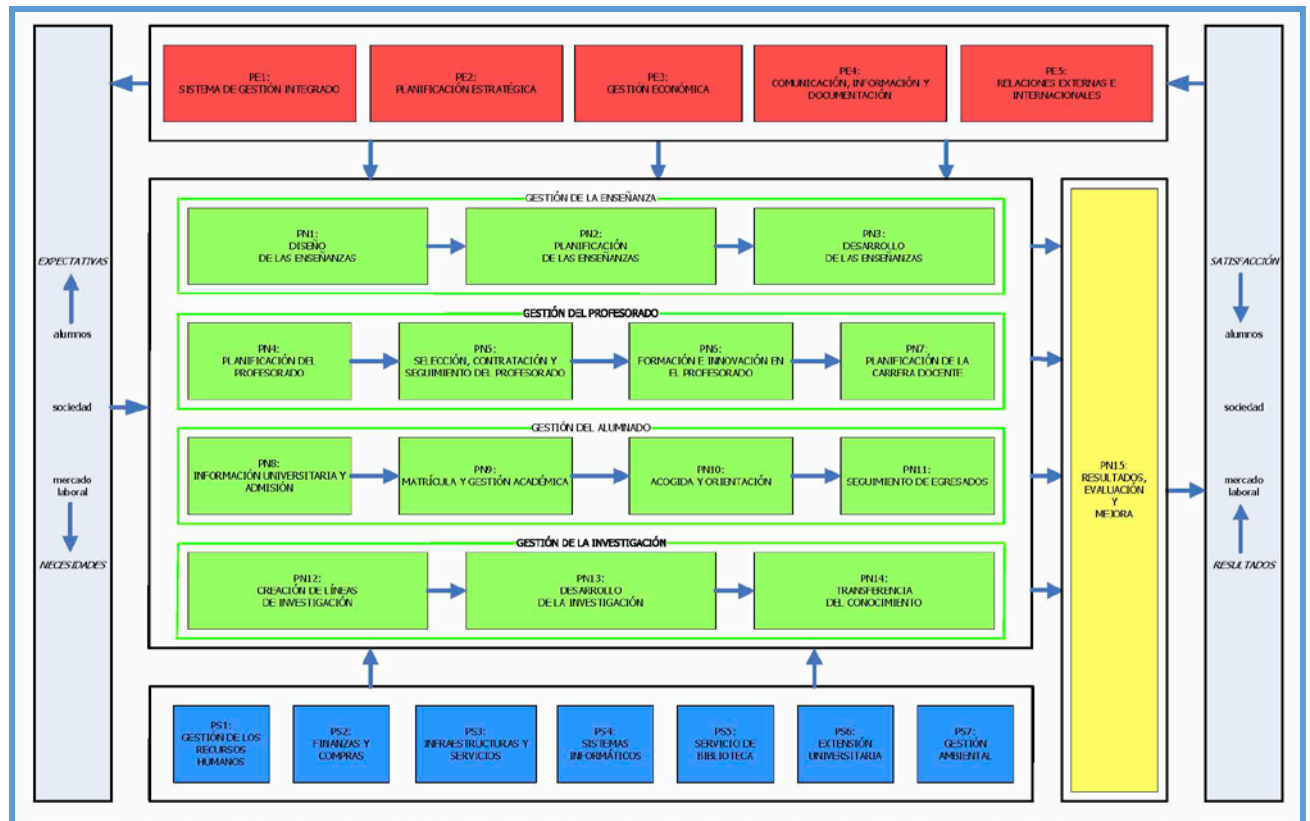 PE1:
SISTEMA DE GESTIÓN INTEGRADO
PE2:
PLANIFICACIÓN ESTRATÉGICA
PE3:
GESTIÓN ECONÓMICA
PE4:
COMUNICACIÓN, INFORMACIÓN Y
DOCUMENTACIÓN
PE5:
RELACIONES EXTERNAS E
INTERNACIONALES
EXPECTATIVAS
alumnos
sociedad
mercado
laboral
NECESIDADES
GESTIÓN DE LA ENSEÑANZA
PN1:
DISEÑO
DE LAS ENSEÑANZAS
PN2:
PLANIFICACIÓN
DE LAS ENSEÑANZAS
PN3:
DESARROLLO
DE LAS ENSEÑANZAS
GESTIÓN DEL PROFESORADO
PN4:
PLANIFICACIÓN DEL
PROFESORADO
PN5:
SELECCIÓN, CONTRATACIÓN Y
SEGUIMIENTO DEL PROFESORADO
PN6:
FORMACIÓN E INNOVACIÓN EN
EL PROFESORADO
PN7:
PLANIFICACIÓN DE LA
CARRERA DOCENTE
GESTIÓN DEL ALUMNADO
PN8:
INFORMACIÓN UNIVERSITARIA Y
ADMISIÓN
PN9:
MATRÍCULA Y GESTIÓN ACADÉMICA
PN10:
ACOGIDA Y ORIENTACIÓN
PN11:
SEGUIMIENTO DE EGRESADOS
GESTIÓN DE LA INVESTIGACIÓN
PN12:
CREACIÓN DE LÍNEAS
DE INVESTIGACIÓN
PN13:
DESARROLLO
DE LA INVESTIGACIÓN
PN14:
TRANSFERENCIA
DEL CONOCIMIENTO
PN15:
RESULTADOS,
EVALUACIÓN
Y
MEJORA
SATISFACCIÓN
alumnos
sociedad
mercado
laboral
RESULTADOS
PS1:
GESTIÓN DE LOS
RECURSOS
HUMANOS
PS2:
FINANZAS Y
COMPRAS
PS3:
INFRAESTRUCTURAS Y
SERVICIOS
PS4:
SISTEMAS
INFORMÁTICOS
PS5:
SERVICIO DE
BIBLIOTECA
PS6:
EXTENSIÓN
UNIVERSITARIA
PS7:
GESTIÓN
AMBIENTAL